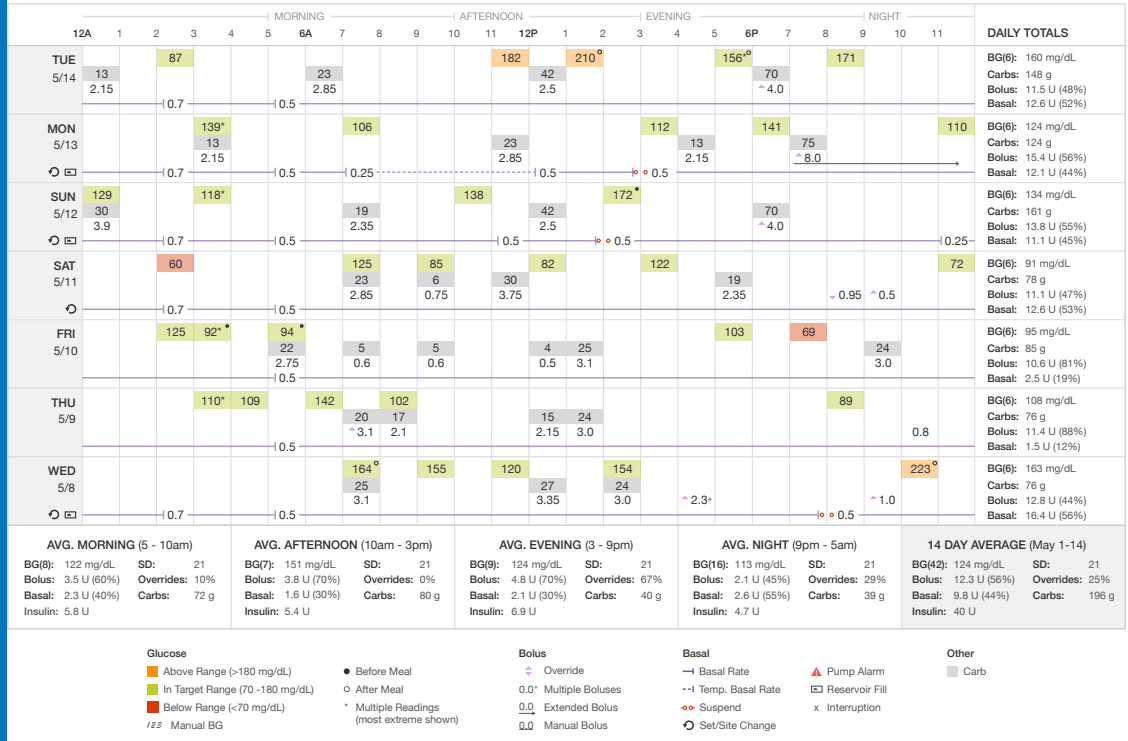 MORNING AFTERNOON EVENING NIGHT
12A 1 2 3 4 5 6A 7 8 9 10 11 12P 1 2 3 4 5 6P 7 8 9 10 11 DAILY TOTALS
TUE 87 182 210° 156*° 171 BG(6): 160 mg/dL
5/14 13 23 42 70 Carbs: 148 g
2.15 2.85 2.5 4.0 Bolus: 11.5 U (48%)
0.7 0.5 Basal: 12.6 U (52%)
MON 139* 106 112 141 110 BG(6): 124 mg/dL
5/13 13 23 13 75 Carbs: 124 g
2.15 2.85 2.15 8.0 Bolus: 15.4 U (56%)
0.7 0.5 0.25 0.5 0.5 Basal: 12.1 U (44%)
SUN 129 118* 138 172• BG(6): 134 mg/dL
5/12 30 19 42 70 Carbs: 161 g
3.9 2.35 2.5 4.0 Bolus: 13.8 U (55%)
0.7 0.5 0.5 0.5 0.25 Basal: 11.1 U (45%)
SAT 60 125 85 82 122 72 BG(6): 91 mg/dL
5/11 23 6 30 19 Carbs: 78 g
2.85 0.75 3.75 2.35 0.95 0.5 Bolus: 11.1 U (47%)
0.7 0.5 Basal: 12.6 U (53%)
FRI 125 92*• 94• 103 69 BG(6): 95 mg/dL
5/10 22 5 5 4 25 24 Carbs: 85 g
2.75 0.6 0.6 0.5 3.1 3.0 Bolus: 10.6 U (81%)
0.5 Basal: 2.5 U (19%)
THU 110* 109 142 102 89 BG(6): 108 mg/dL
5/9 20 17 15 24 Carbs: 76 g
3.1 2.1 2.15 3.0 0.8 Bolus: 11.4 U (88%)
0.5 Basal: 1.5 U (12%)
WED 164° 155 120 154 223° BG(6): 163 mg/dL
5/8 25 27 24 Carbs: 76 g
3.1 3.35 3.0 2.3+ 1.0 Bolus: 12.8 U (44%)
0.7 0.5 0.5 Basal: 16.4 U (56%)
AVG. MORNING (5 - 10am)
BG(8): 122 mg/dL SD: 21
Bolus: 3.5 U (60%) Overrides: 10%
Basal: 2.3 U (40%) Carbs: 72 g
Insulin: 5.8 U
AVG. AFTERNOON (10am - 3pm)
BG(7): 151 mg/dL SD: 21
Bolus: 3.8 U (70%) Overrides: 0%
Basal: 1.6 U (30%) Carbs: 80 g
Insulin: 5.4 U
AVG. EVENING (3 - 9pm)
BG(9): 124 mg/dL SD: 21
Bolus: 4.8 U (70%) Overrides: 67%
Basal: 2.1 U (30%) Carbs: 40 g
Insulin: 6.9 U
AVG. NIGHT (9pm - 5am)
BG(16): 113 mg/dL SD: 21
Bolus: 2.1 U (45%) Overrides: 29%
Basal: 2.6 U (55%) Carbs: 39 g
Insulin: 4.7 U
14 DAY AVERAGE (May 1-14)
BG(42): 124 mg/dL SD: 21
Bolus: 12.3 U (56%) Overrides: 25%
Basal: 9.8 U (44%) Carbs: 196 g
Insulin: 40 U
Glucose
Above Range (>180 mg/dL)
In Target Range (70 -180 mg/dL)
Below Range (<70 mg/dL)
123 Manual BG
• Before Meal
○ After Meal
* Multiple Readings
(most extreme shown)
Bolus
Override
0.0+ Multiple Boluses
0.0 Extended Bolus
0.0 Manual Bolus
Basal
Basal Rate
Temp. Basal Rate
Suspend
Set/Site Change
Pump Alarm
Reservoir Fill
x Interruption
Other
Carb